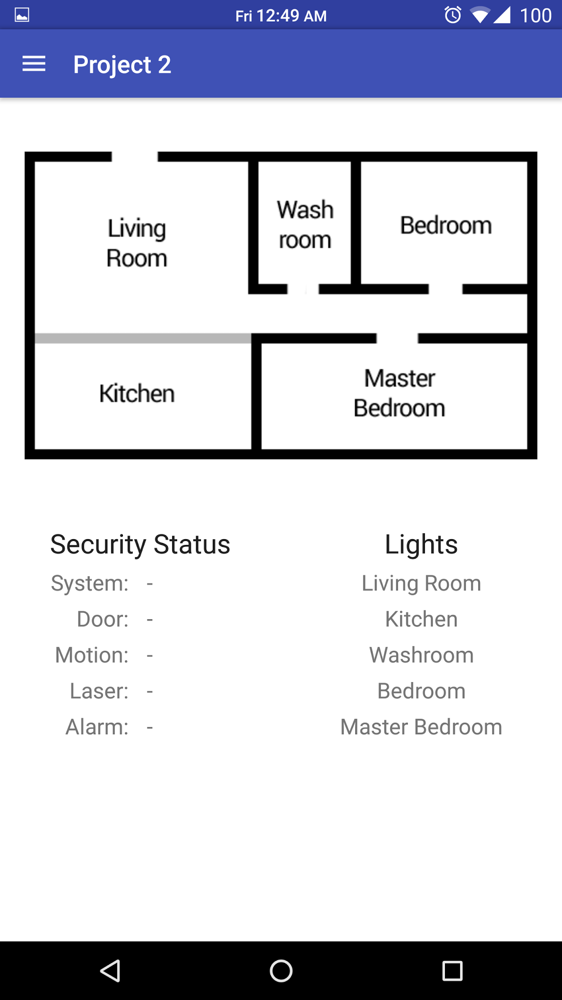 Fri 12:49 AM
100
Project 2
Living
Room
Wash
room
Bedroom
Kitchen
Master
Bedroom
Security Status
System: -
Door: -
Motion: -
Laser: -
Alarm: -
Lights
Living Room
Kitchen
Washroom
Bedroom
Master Bedroom